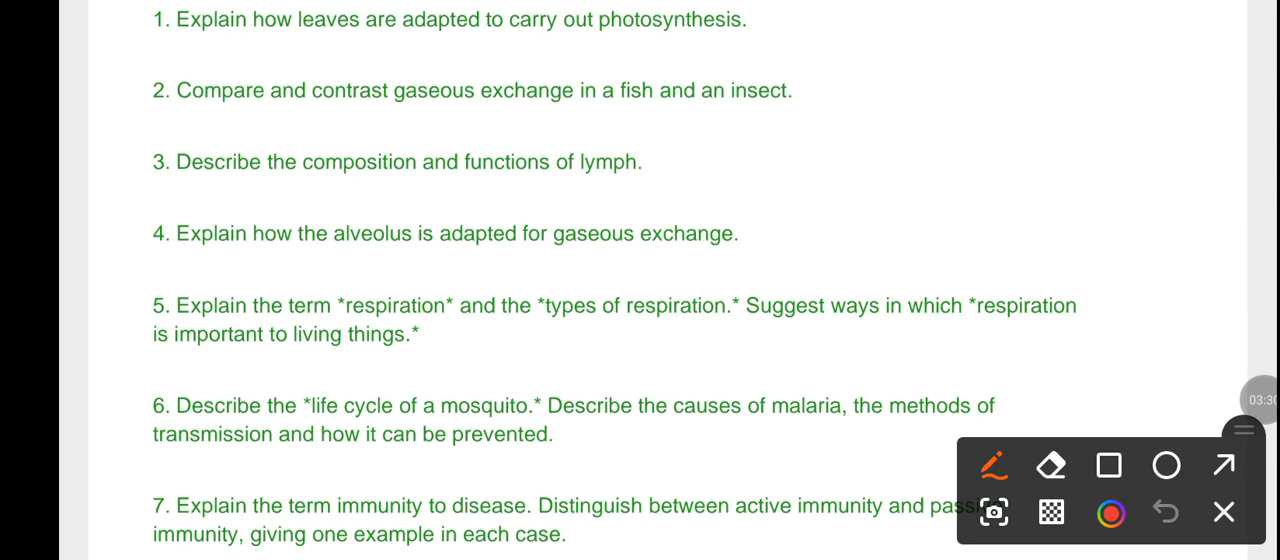 1. Explain how leaves are adapted to carry out photosynthesis.
2. Compare and contrast gaseous exchange in a fish and an insect.
3. Describe the composition and functions of lymph.
4. Explain how the alveolus is adapted for gaseous exchange.
5. Explain the term *respiration* and the *types of respiration.* Suggest ways in which *respiration
is important to living things.*
6. Describe the *life cycle of a mosquito.* Describe the causes of malaria, the methods of
transmission and how it can be prevented.
7. Explain the term immunity to disease. Distinguish between active immunity and
immunity, giving one example in each case.